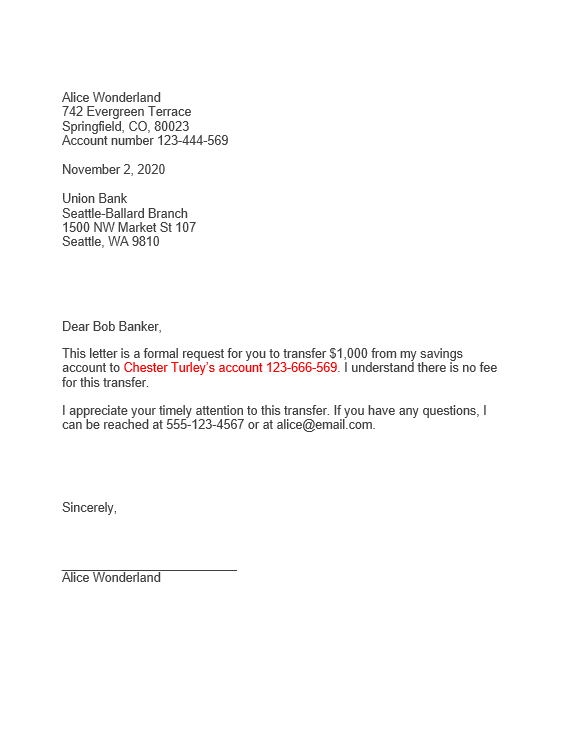 Alice Wonderland
742 Evergreen Terrace
Springfield, CO, 80023
Account number 123-444-569
November 2, 2020
Union Bank
Seattle-Ballard Branch
1500 NW Market St 107
Seattle, WA 9810
Dear Bob Banker,
This letter is a formal request for you to transfer $1,000 from my savings
account to Chester Turley's account 123-666-569. I understand there is no fee
for this transfer.
I appreciate your timely attention to this transfer. If you have any questions, I
can be reached at 555-123-4567 or at alice@email.com.
Sincerely,
Alice Wonderland